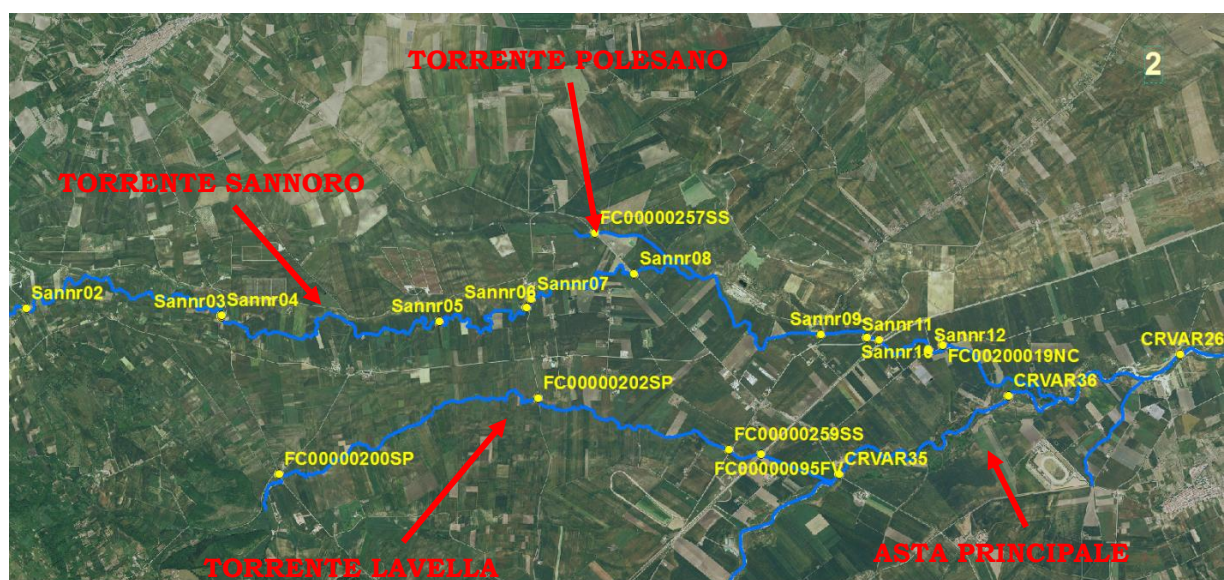 TORRENTE POLESANO
2
TORRENTE SANNORO
FC00000257SS
Sannr08
Sannr02
Sannr03
Sannr04
Sannr05
Sannr06
Sannr07
Sannr09
Sannr11
Sannr10
Sannr12
FC00200019NC
CRVAR26
CRVAR36
FC00000202SP
FC00000259SS
FC00000200SP
FC00000095FV
CRVAR35
TORRENTE LAVELLA
ASTA PRINCIPALE